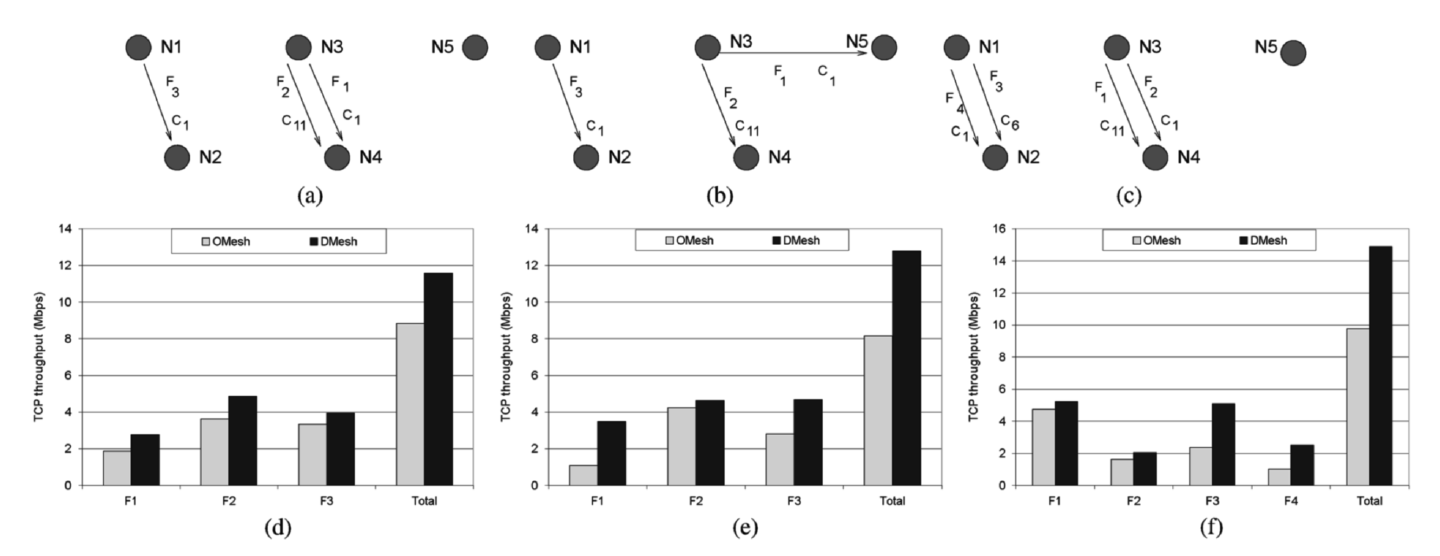 N1 N3 N5
F3 F2 F1
C1 C11 C1
N2 N4
(a)
N1 N3 N5
F1 C1
F3 F2
C1 C11
N2 N4
(b)
N1 N3 N5
F4 F3 F1 F2
C1 C6 C11 C1
N2 N4
(c)
14
12
10
8
6
4
2
0
TCP throughput (Mbps)
OMesh DMesh
F1 F2 F3 Total
(d)
14
12
10
8
6
4
2
0
TCP throughput (Mbps)
OMesh DMesh
F1 F2 F3 Total
(e)
16
14
12
10
8
6
4
2
0
TCP throughput (Mbps)
OMesh DMesh
F1 F2 F3 F4 Total
(f)